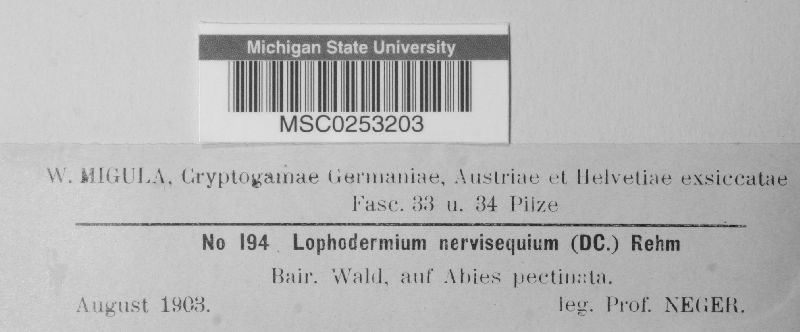 Michigan State University
MSC0253203
W. MIGULA, Cryptogamae Germaniae, Austriae et Helvetiae exsiccatae
Fasc. 33 u. 34 Pilze
No 194 Lophodermium nervisequium (DC.) Rehm
Bair. Wald, auf Abies pectinata.
August 1903. leg. Prof. NEGER.